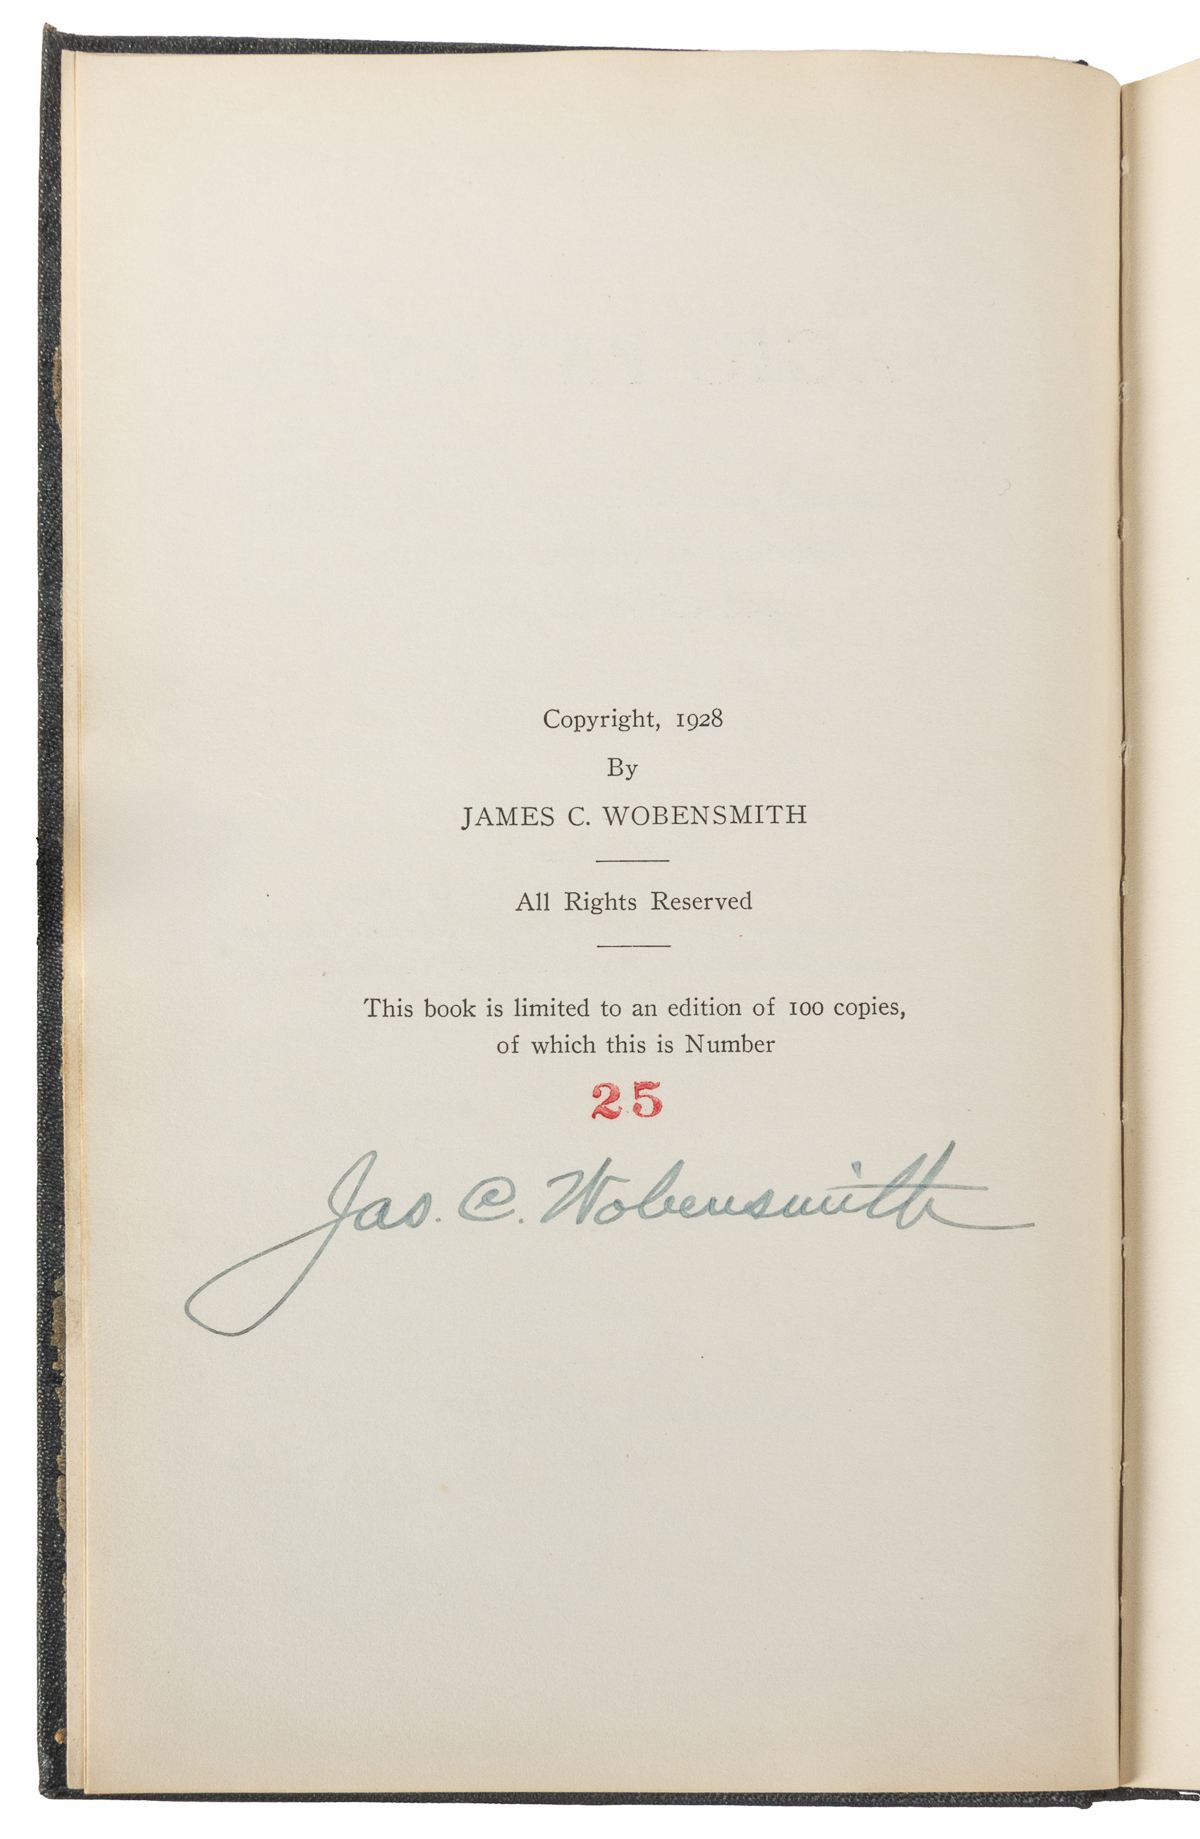 Copyright, 1928
By
JAMES C. WOBENSMITH
All Rights Reserved
This book is limited to an edition of 100 copies,
of which this is Number
25
Jas. C. Wobensmith